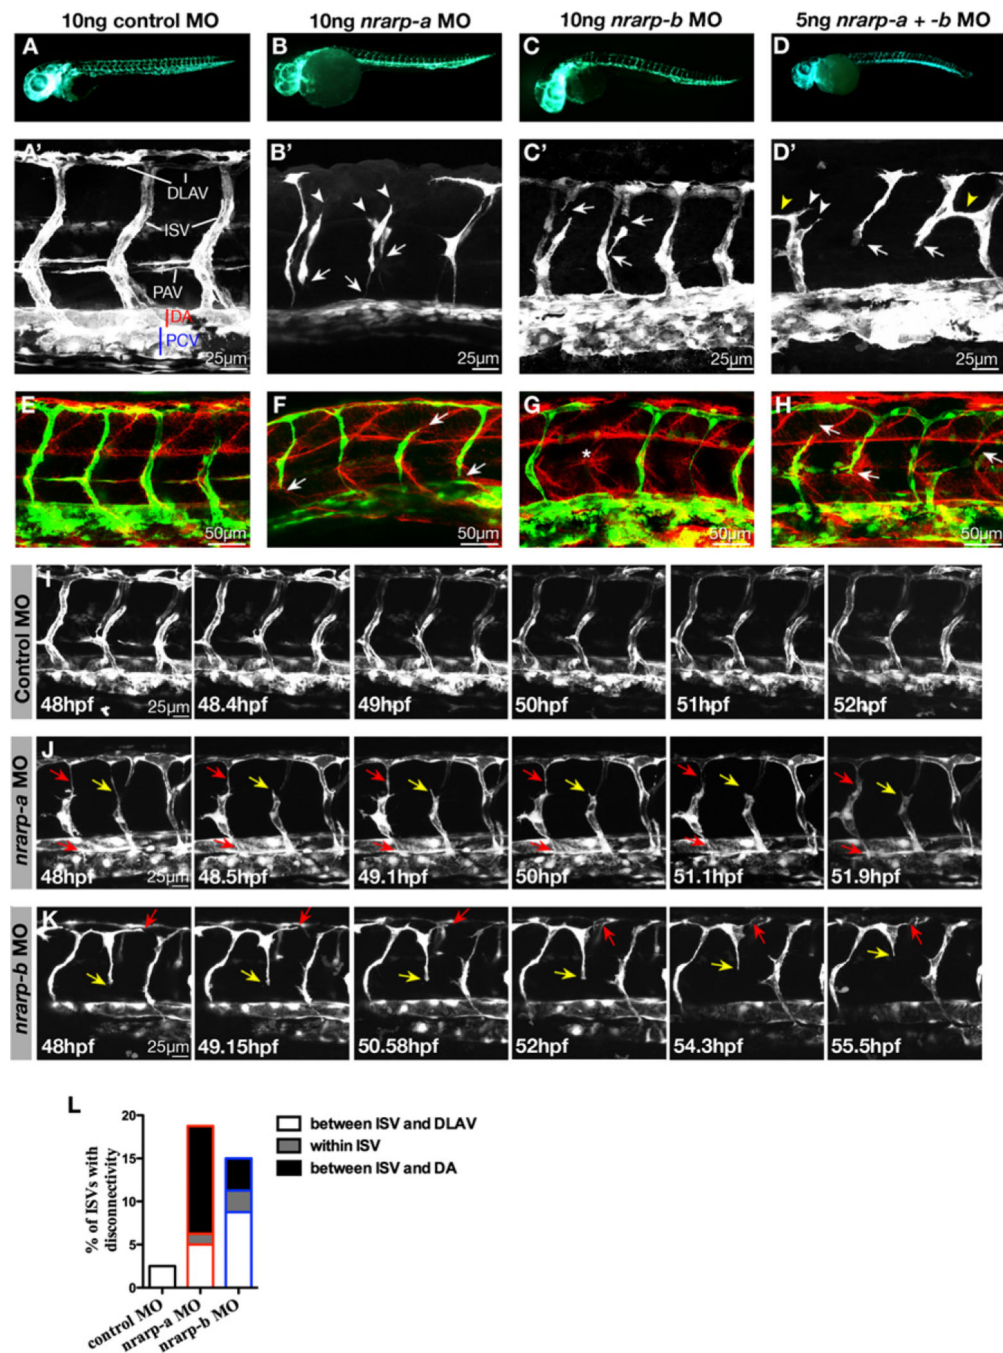 10ng control MO
10ng nrarp-a MO
10ng nrarp-b MO
5ng nrarp-a + -b MO
A
B
C
D
A'
DLAV
ISV
PAV
DA
PCV
25μm
B'
25μm
C'
25μm
D'
25μm
E
50μm
F
50μm
G
*
50μm
H
50μm
Control MO
I
48hpf
25μm
48.4hpf
49hpf
50hpf
51hpf
52hpf
nrarp-a MO
J
48hpf
25μm
48.5hpf
49.1hpf
50hpf
51.1hpf
51.9hpf
nrarp-b MO
K
48hpf
25μm
49.15hpf
50.58hpf
52hpf
54.3hpf
55.5hpf
L
% of ISVs with
disconnectivity
20
15
10
5
0
control MO
nrarp-a MO
nrarp-b MO
between ISV and DLAV
within ISV
between ISV and DA